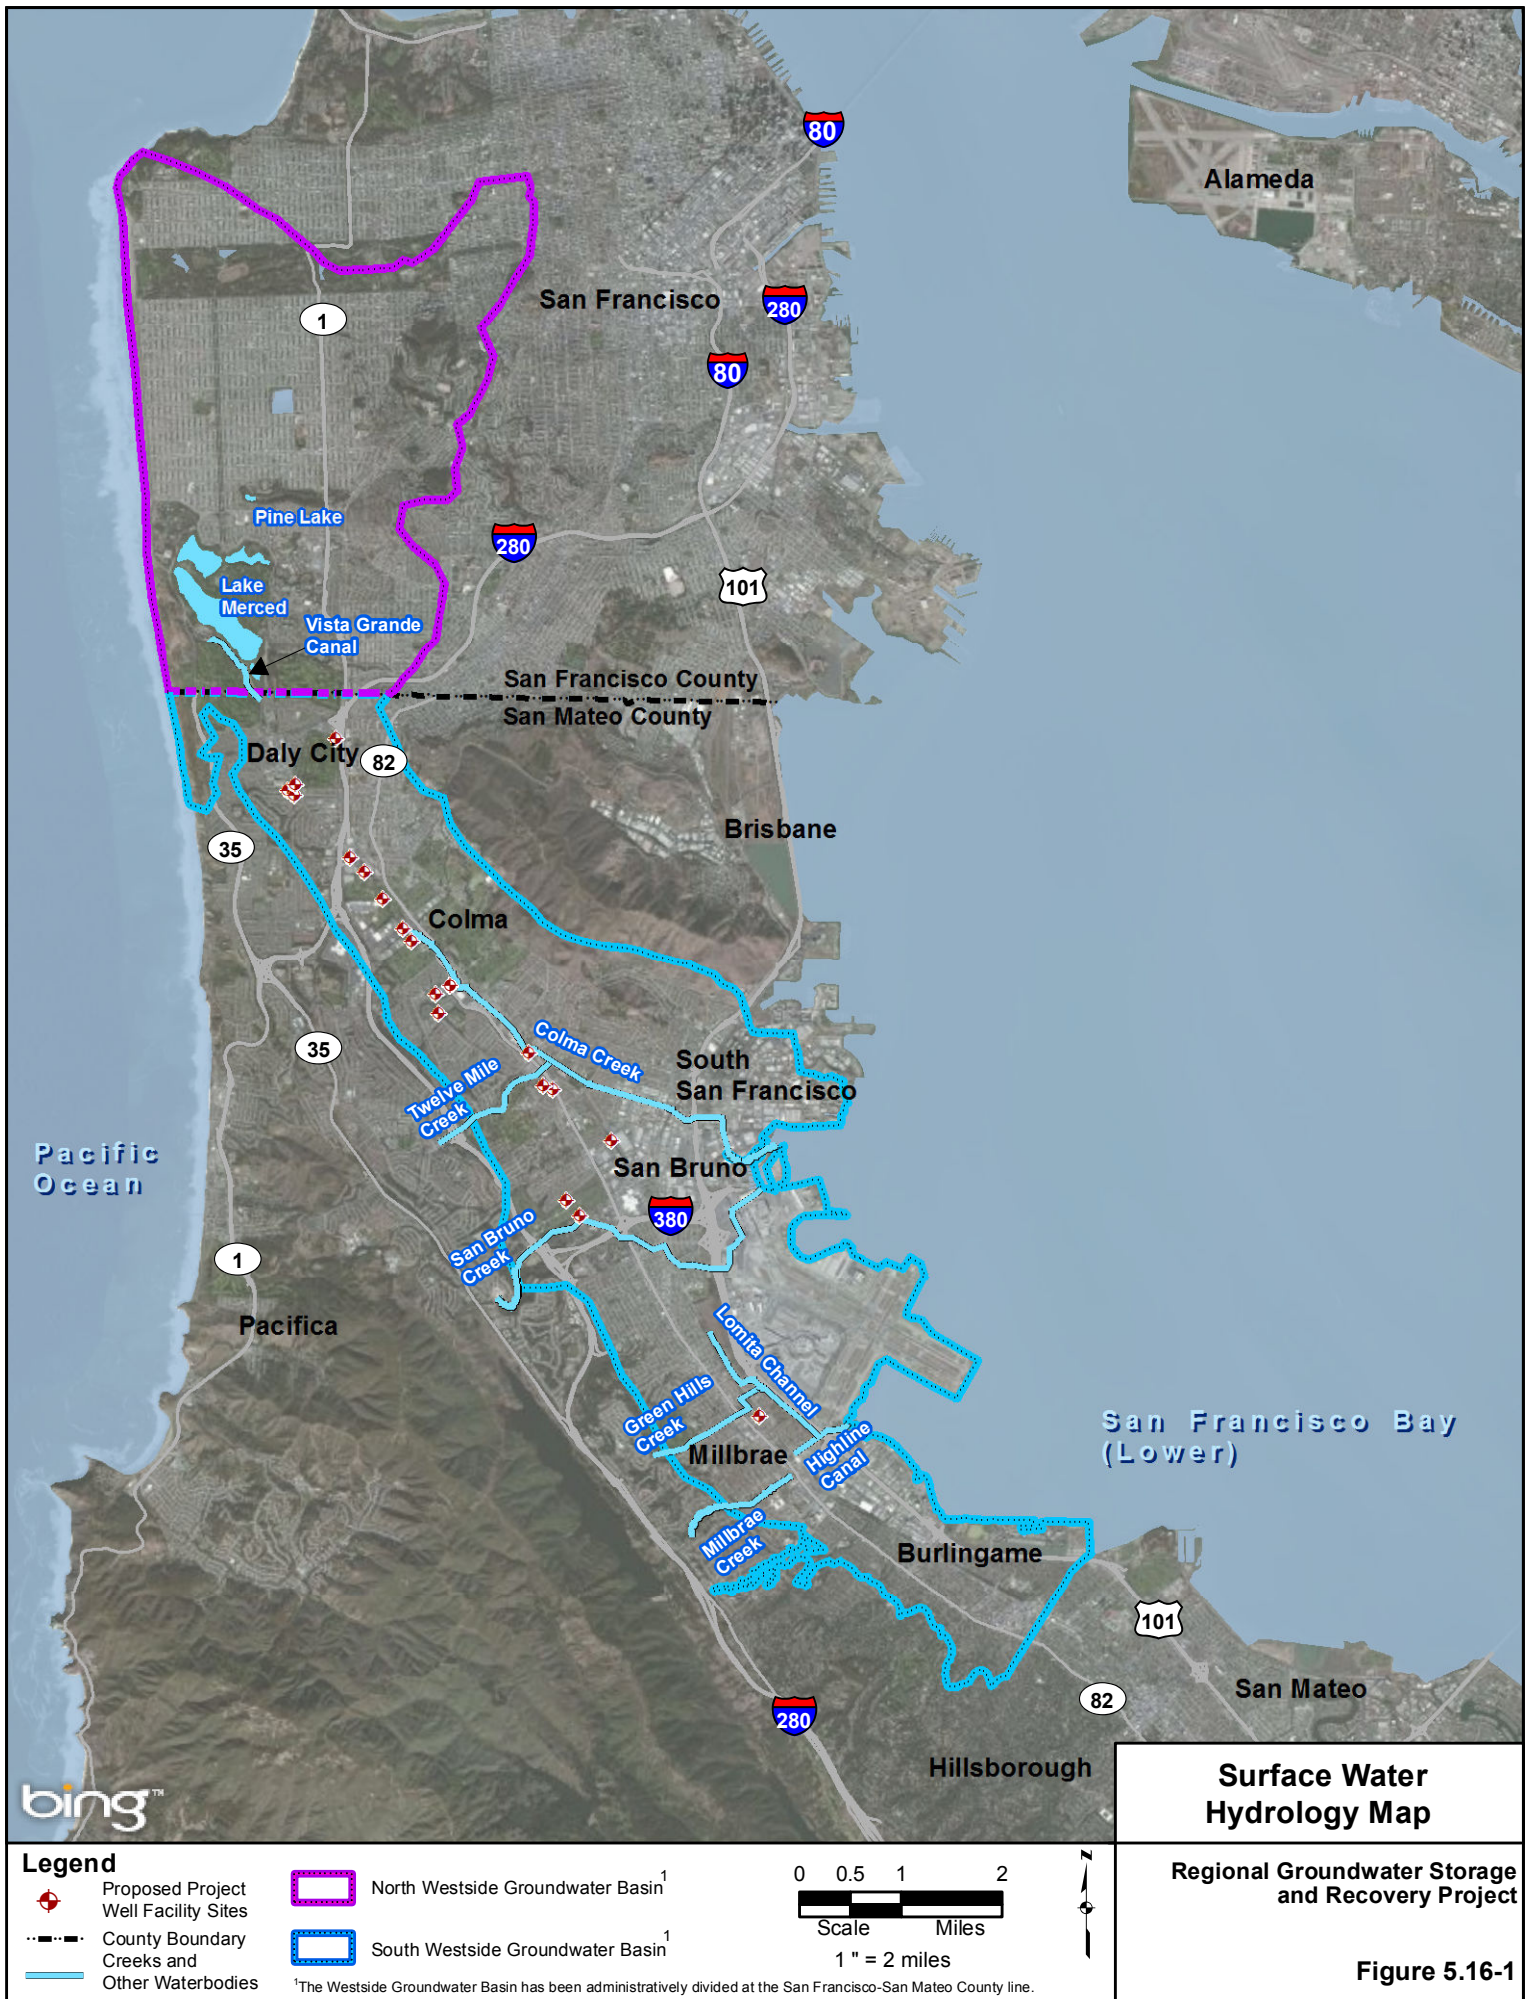 80
Alameda
San Francisco
280
1
80
Pine Lake
280
Lake
Merced
101
Vista Grande
Canal
San Francisco County
San Mateo County
Daly City
82
35
Brisbane
Colma
35
Colma Creek
South
San Francisco
Twelve Mile
Creek
Pacific
Ocean
San Bruno
380
San Bruno
Creek
1
Pacifica
Lomita Channel
Green Hills
Creek
San Francisco Bay
(Lower)
Millbrae
Highline
Canal
Millbrae
Creek
Burlingame
101
San Mateo
82
280
Hillsborough
bing™
Surface Water
Hydrology Map
Legend
Proposed Project
Well Facility Sites
County Boundary
Creeks and
Other Waterbodies
North Westside Groundwater Basin1
South Westside Groundwater Basin1
0 0.5 1 2
Scale Miles
1 " = 2 miles
1The Westside Groundwater Basin has been administratively divided at the San Francisco-San Mateo County line.
Z
Regional Groundwater Storage
and Recovery Project
Figure 5.16-1